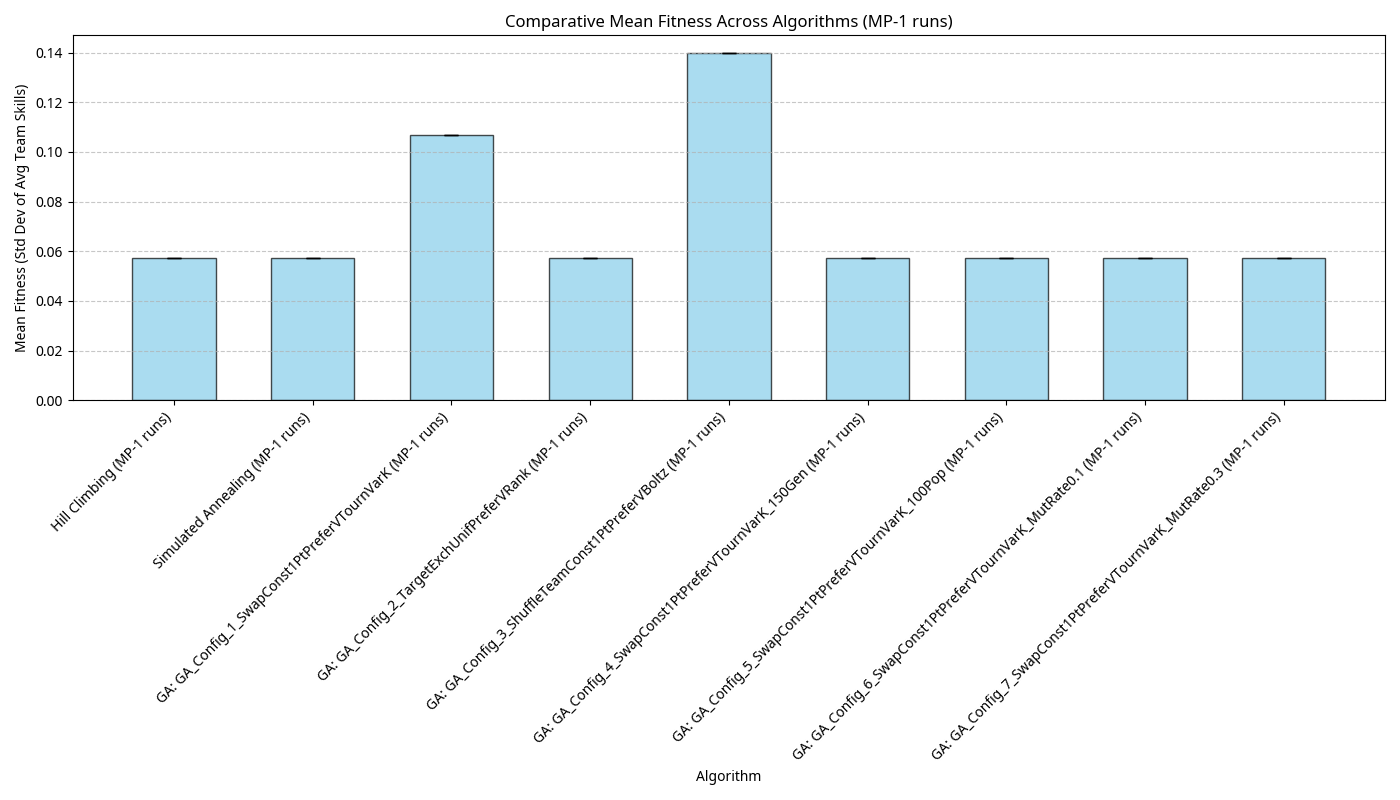 Comparative Mean Fitness Across Algorithms (MP-1 runs)
Mean Fitness (Std Dev of Avg Team Skills)
0.14
0.12
0.10
0.08
0.06
0.04
0.02
0.00
Hill Climbing (MP-1 runs)
Simulated Annealing (MP-1 runs)
GA: GA_Config_1_SwapConst1PtPreferVTournVarK (MP-1 runs)
GA: GA_Config_2_TargetExchUnifPreferVRank (MP-1 runs)
GA: GA_Config_3_ShuffleTeamConst1PtPreferVBoltz (MP-1 runs)
GA: GA_Config_4_SwapConst1PtPreferVTournVarK_150Gen (MP-1 runs)
GA: GA_Config_5_SwapConst1PtPreferVTournVarK_100Pop (MP-1 runs)
GA: GA_Config_6_SwapConst1PtPreferVTournVarK_MutRate0.1 (MP-1 runs)
GA: GA_Config_7_SwapConst1PtPreferVTournVarK_MutRate0.3 (MP-1 runs)
Algorithm